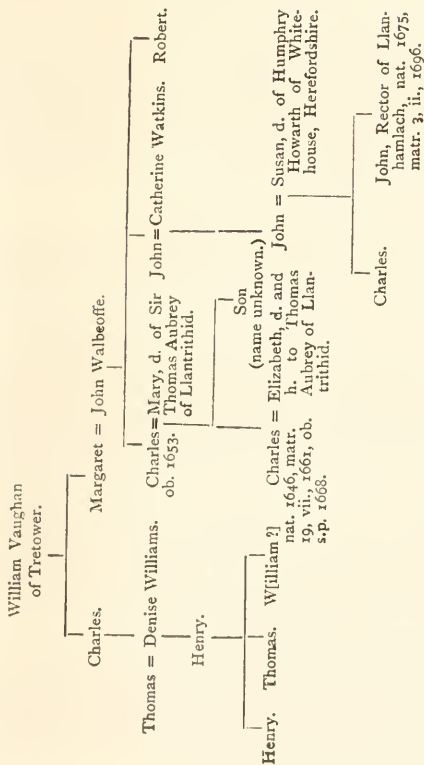 William Vaughan
of Tretower.
Charles.
Margaret = John Walbeoffe.
Thomas = Denise Williams.
Charles = Mary, d. of Sir
ob. 1653. Thomas Aubrey
of Llantrithid.
John = Catherine Watkins.
Robert.
Henry.
Son
(name unknown.)
Henry.
Thomas.
W[illiam?]
Charles = Elizabeth, d. and
nat. 1646, matr. h. to Thomas
19, vii., 1661, ob. Aubrey of Llan-
s.p. 1668. trithid.
John = Susan, d. of Humphry
Howarth of White-
house, Herefordshire.
Charles.
John, Rector of Llan-
hamlach, nat. 1675,
matr. 3, ii., 1696.